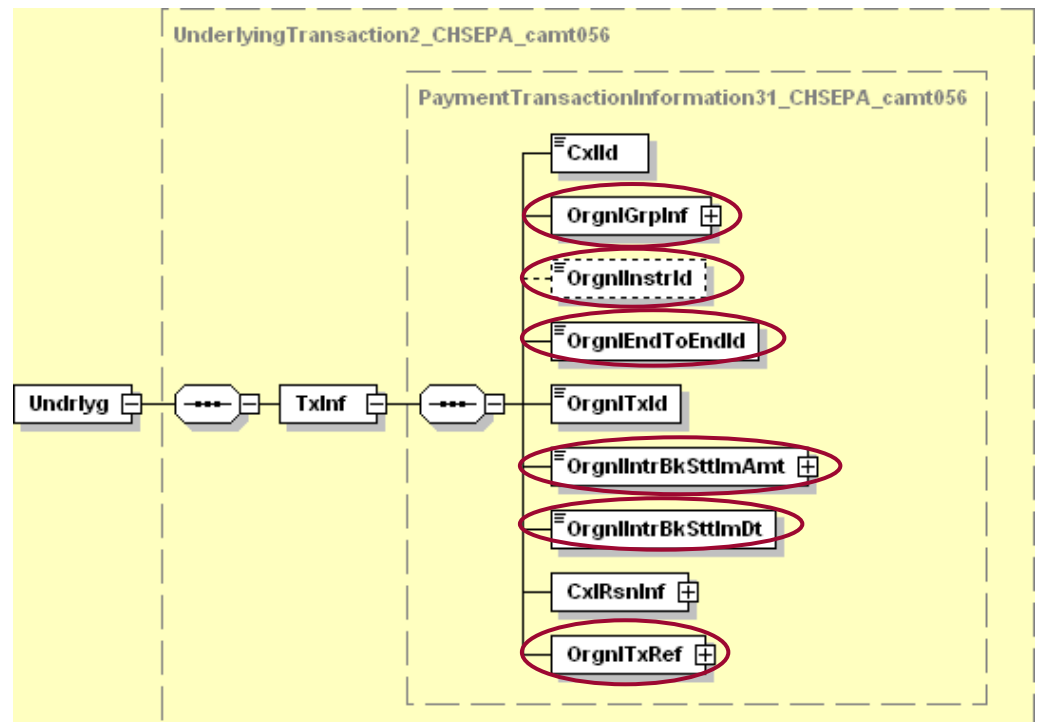 UnderlyingTransaction2_CHSEPA_camt056
PaymentTransactionInformation31_CHSEPA_camt056
CxlId
OrgnlGrpInf
OrgnlInstrId
OrgnlEndToEndId
Undrlyg
TxInf
OrgnlTxId
OrgnlIntrBkSttlmAmt
OrgnlIntrBkSttlmDt
CxlRsnInf
OrgnlTxRef